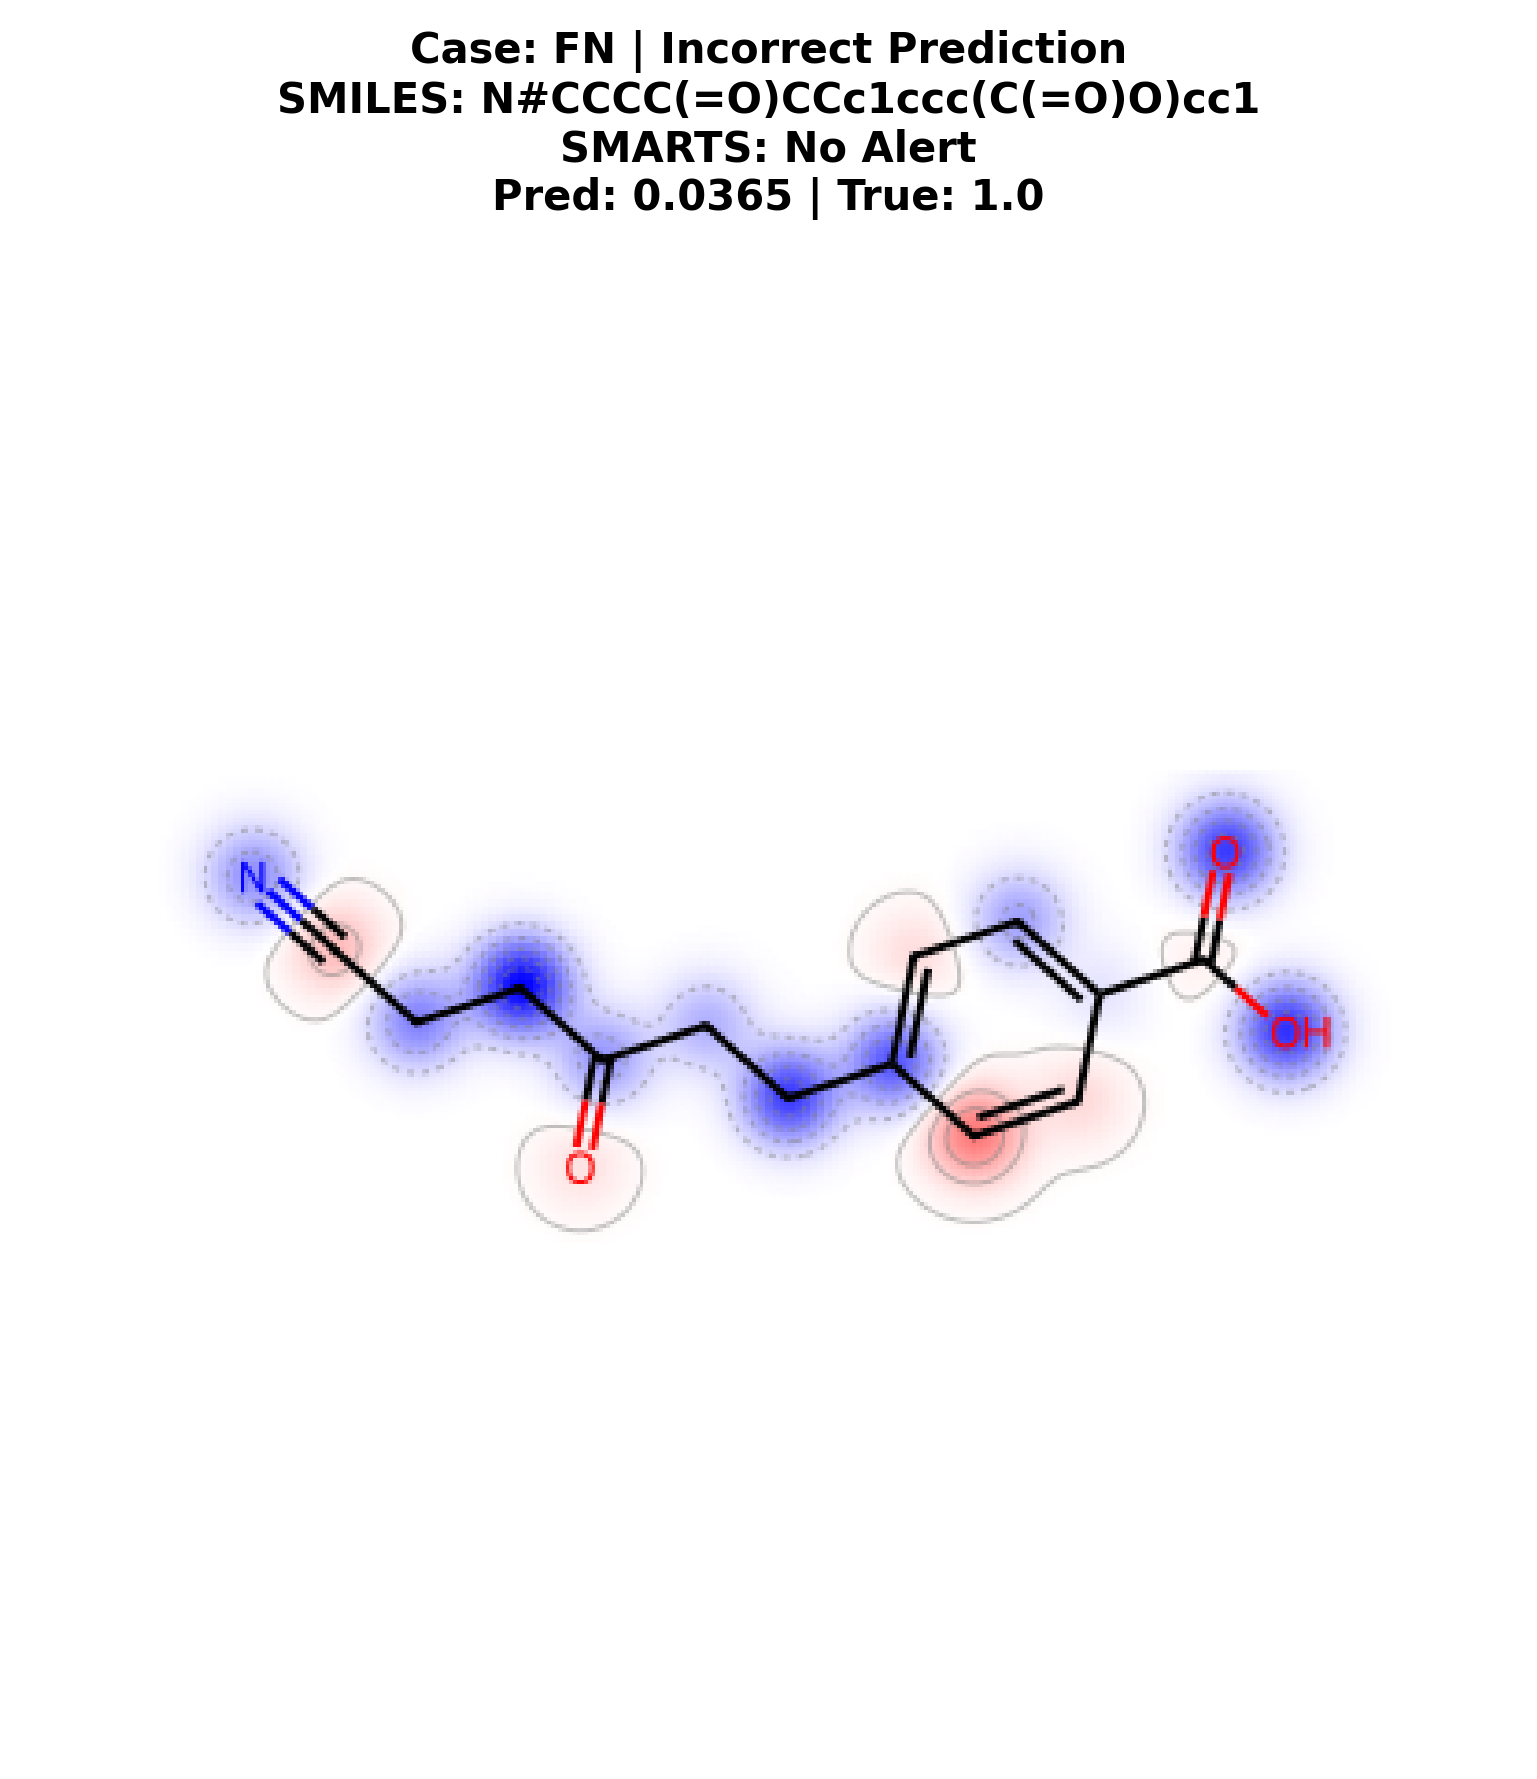 Case: FN | Incorrect Prediction
SMILES: N#CCCC(=O)CCc1ccc(C(=O)O)cc1
SMARTS: No Alert
Pred: 0.0365 | True: 1.0
O
N
OH
O